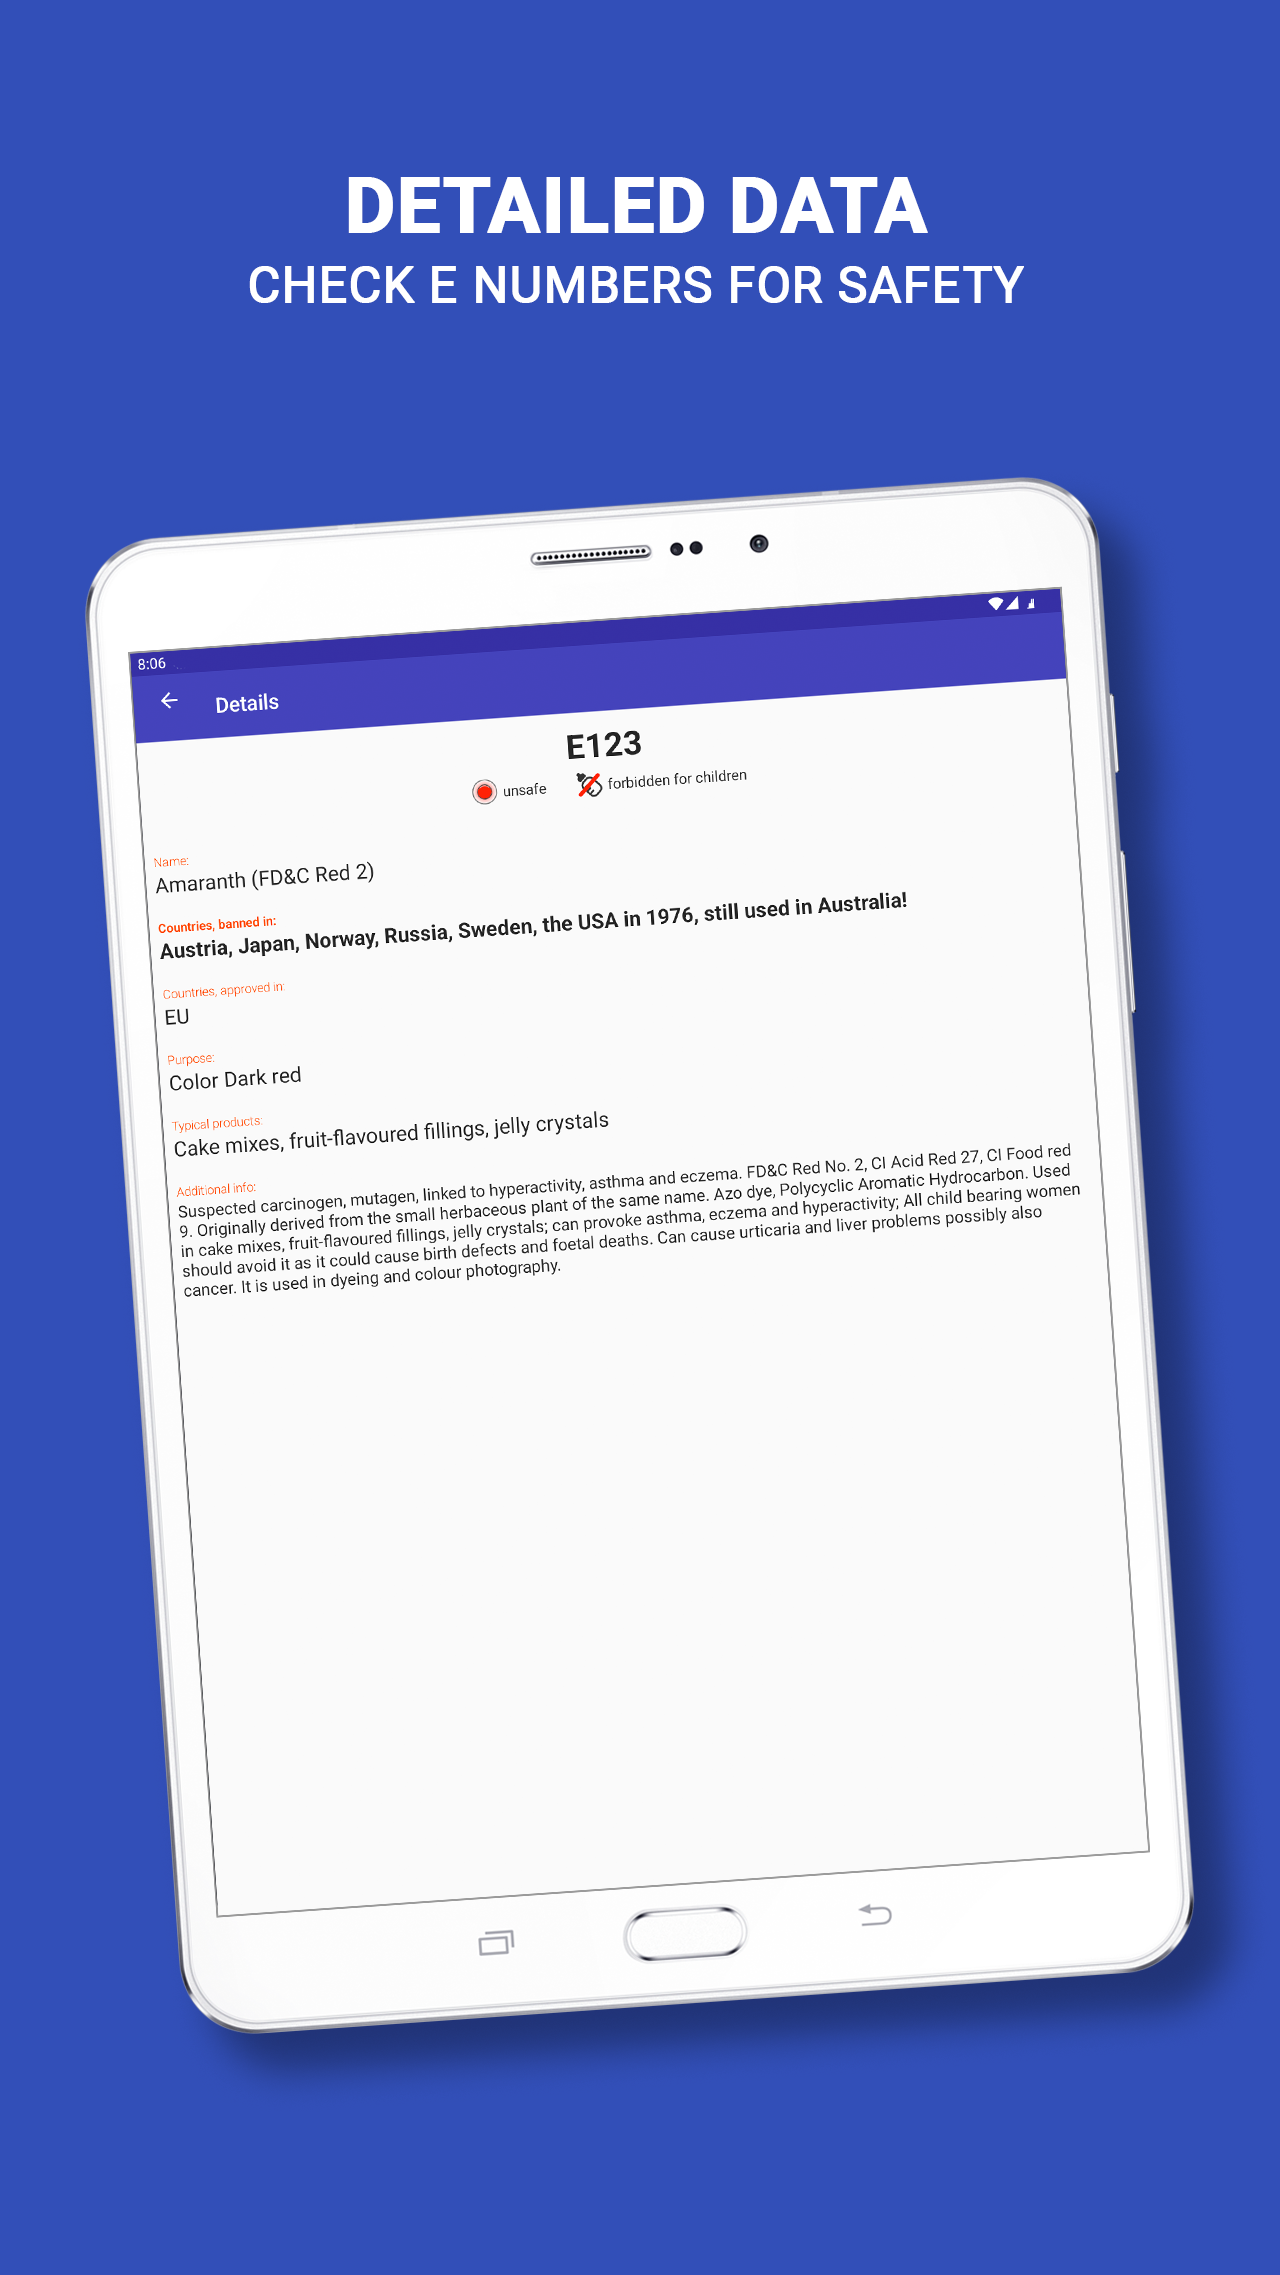 DETAILED DATA
CHECK E NUMBERS FOR SAFETY
8:06
Details
E123
unsafe forbidden for children
Name:
Amaranth (FD&C Red 2)
Countries, banned in:
Austria, Japan, Norway, Russia, Sweden, the USA in 1976, still used in Australia!
Countries, approved in:
EU
Purpose:
Color Dark red
Typical products:
Cake mixes, fruit-flavoured fillings, jelly crystals
Additional info:
Suspected carcinogen, mutagen, linked to hyperactivity, asthma and eczema. FD&C Red No. 2, CI Acid Red 27, CI Food red
9. Originally derived from the small herbaceous plant of the same name. Azo dye, Polycyclic Aromatic Hydrocarbon. Used
in cake mixes, fruit-flavoured fillings, jelly crystals; can provoke asthma, eczema and hyperactivity; All child bearing women
should avoid it as it could cause birth defects and foetal deaths. Can cause urticaria and liver problems possibly also
cancer. It is used in dyeing and colour photography.